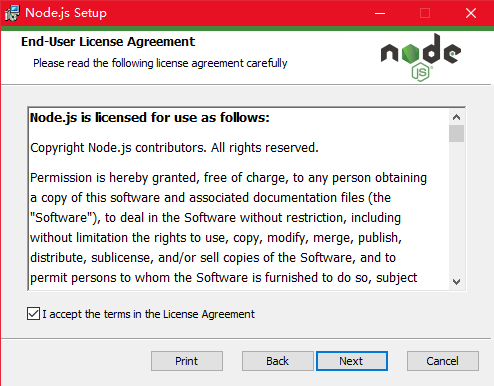 Node.js Setup
End-User License Agreement
Please read the following license agreement carefully
node
JS
Node.js is licensed for use as follows:
Copyright Node.js contributors. All rights reserved.
Permission is hereby granted, free of charge, to any person obtaining
a copy of this software and associated documentation files (the
"Software"), to deal in the Software without restriction, including
without limitation the rights to use, copy, modify, merge, publish,
distribute, sublicense, and/or sell copies of the Software, and to
permit persons to whom the Software is furnished to do so, subject
I accept the terms in the License Agreement
Print
Back
Next
Cancel